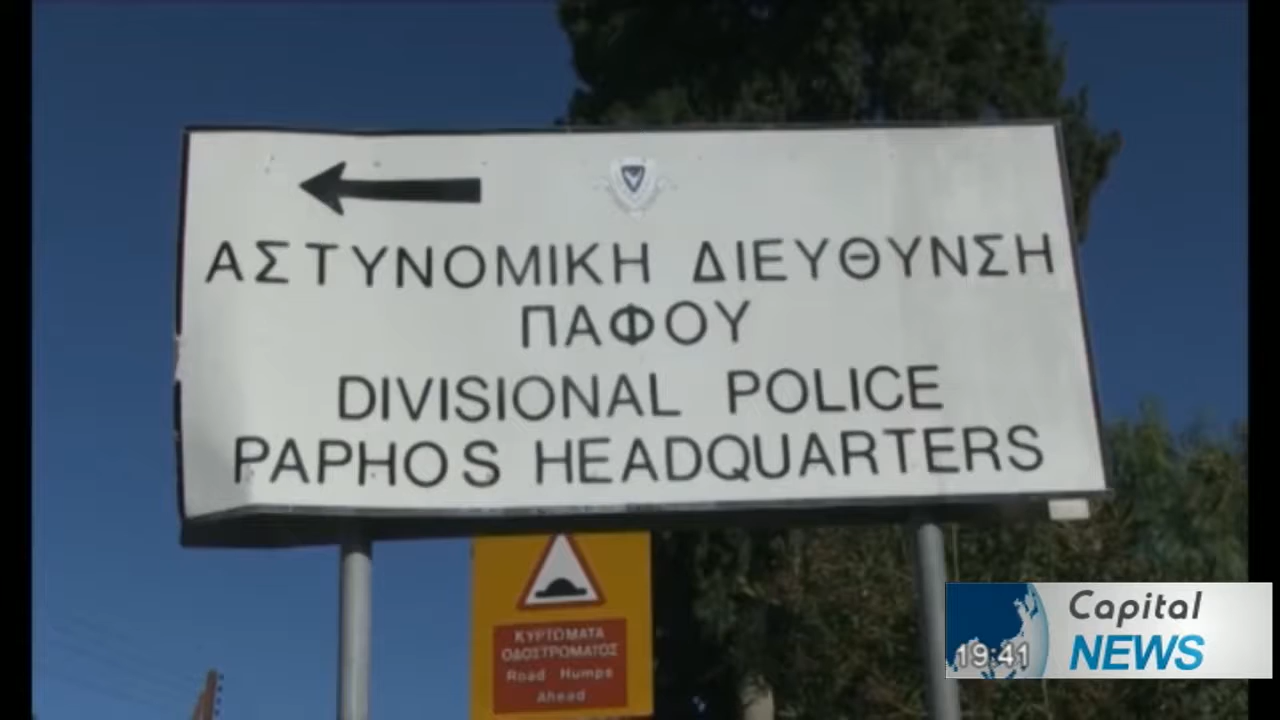 ΑΣΤΥΝΟΜΙΚΗ ΔΙΕΥΘΥΝΣΗ
ΠΑΦΟΥ
DIVISIONAL POLICE
PAPHOS HEADQUARTERS
ΚΥΡΤΩΜΑΤΑ
ΟΔΟΣΤΡΩΜΑΤΟΣ
Road Humps
Ahead
Capital
NEWS
19:41